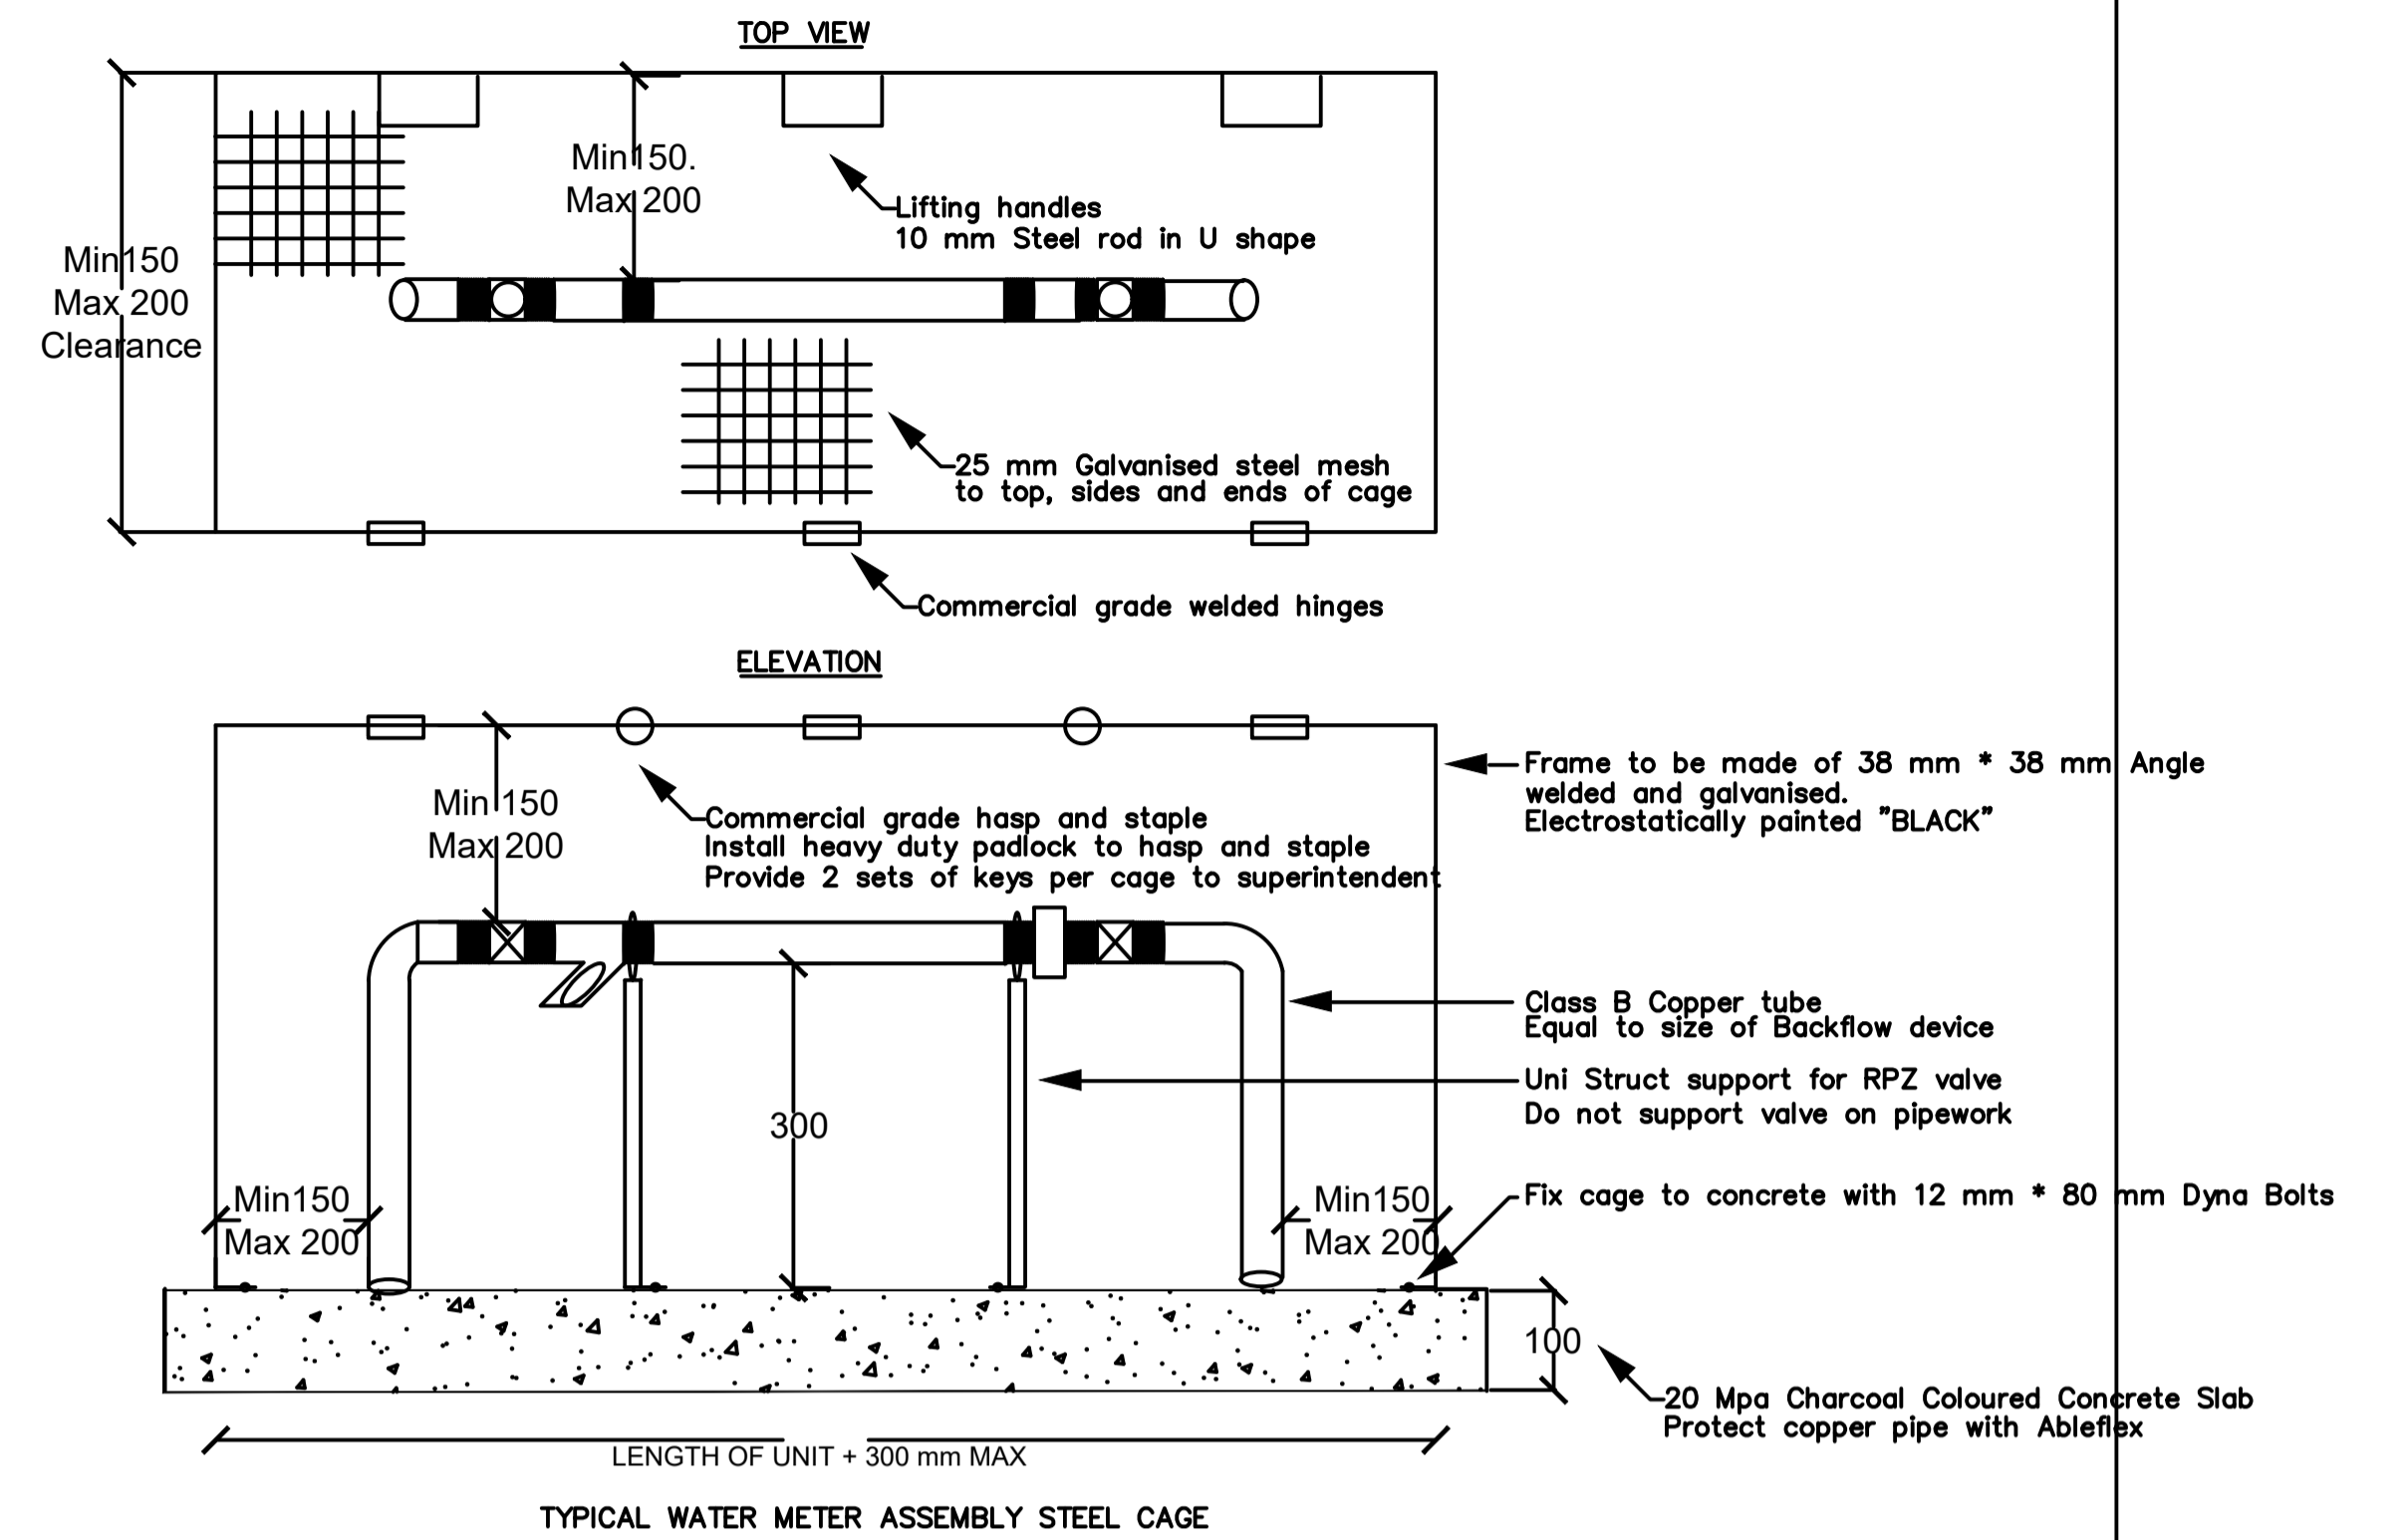 TOP VIEW
Min150.
Max 200
Lifting handles
10 mm Steel rod in U shape
Min150
Max 200
Clearance
25 mm Galvanised steel mesh
to top, sides and ends of cage
Commercial grade welded hinges
ELEVATION
Frame to be made of 38 mm * 38 mm Angle
welded and galvanised.
Electrostatically painted "BLACK"
Min 150
Max 200
Commercial grade hasp and staple
Install heavy duty padlock to hasp and staple
Provide 2 sets of keys per cage to superintendent
Class B Copper tube
Equal to size of Backflow device
Uni Struct support for RPZ valve
Do not support valve on pipework
300
Min150
Max 200
Min150
Max 200
Fix cage to concrete with 12 mm * 80 mm Dyna Bolts
100
20 Mpa Charcoal Coloured Concrete Slab
Protect copper pipe with Ableflex
LENGTH OF UNIT + 300 mm MAX
TYPICAL WATER METER ASSEMBLY STEEL CAGE